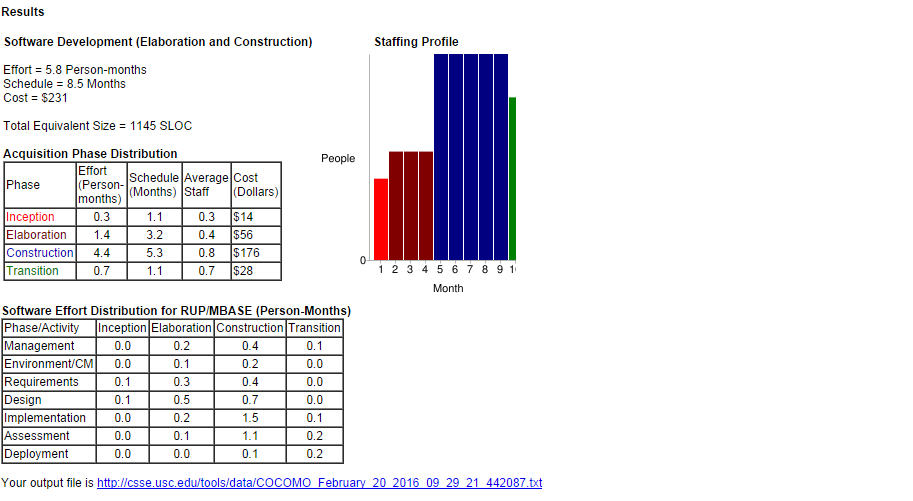 Results
Software Development (Elaboration and Construction)
Effort = 5.8 Person-months
Schedule = 8.5 Months
Cost = $231
Total Equivalent Size = 1145 SLOC
Acquisition Phase Distribution
Phase Effort (Person-months) Schedule (Months) Average Staff Cost (Dollars)
Inception 0.3 1.1 0.3 $14
Elaboration 1.4 3.2 0.4 $56
Construction 4.4 5.3 0.8 $176
Transition 0.7 1.1 0.7 $28
Staffing Profile
People
0
1 2 3 4 5 6 7 8 9 1
Month
Software Effort Distribution for RUP/MBASE (Person-Months)
Phase/Activity Inception Elaboration Construction Transition
Management 0.0 0.2 0.4 0.1
Environment/CM 0.0 0.1 0.2 0.0
Requirements 0.1 0.3 0.4 0.0
Design 0.1 0.5 0.7 0.0
Implementation 0.0 0.2 1.5 0.1
Assessment 0.0 0.1 1.1 0.2
Deployment 0.0 0.0 0.1 0.2
Your output file is http://csse.usc.edu/tools/data/COCOMO_February_20_2016_09_29_21_442087.txt